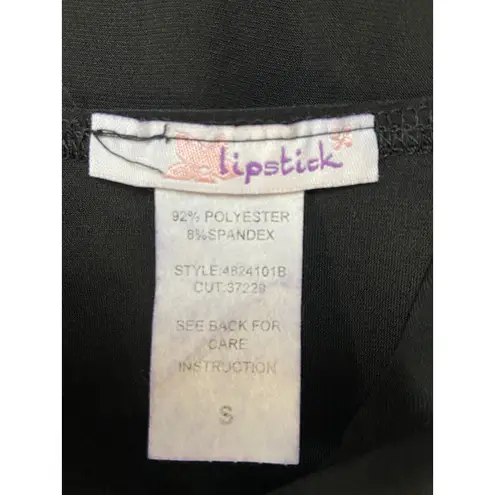 lipstick
92% POLYESTER
8%SPANDEX
STYLE:4824101B
CUT:37229
SEE BACK FOR
CARE
INSTRUCTION
S